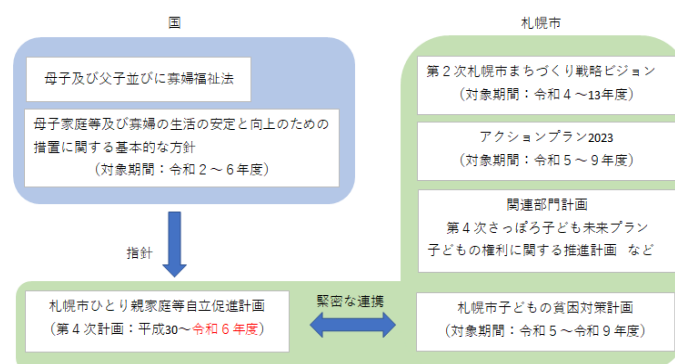 国
母子及び父子並びに寡婦福祉法
母子家庭等及び寡婦の生活の安定と向上のための
措置に関する基本的な方針
（対象期間：令和２～６年度）
指針
札幌市
第２次札幌市まちづくり戦略ビジョン
（対象期間：令和４～13年度）
アクションプラン2023
（対象期間：令和５～９年度）
関連部門計画
第４次さっぽろ子ども未来プラン
子どもの権利に関する推進計画　など
札幌市ひとり親家庭等自立促進計画
（第４次計画：平成30～令和６年度）
緊密な連携
札幌市子どもの貧困対策計画
（対象期間：令和５～令和９年度）